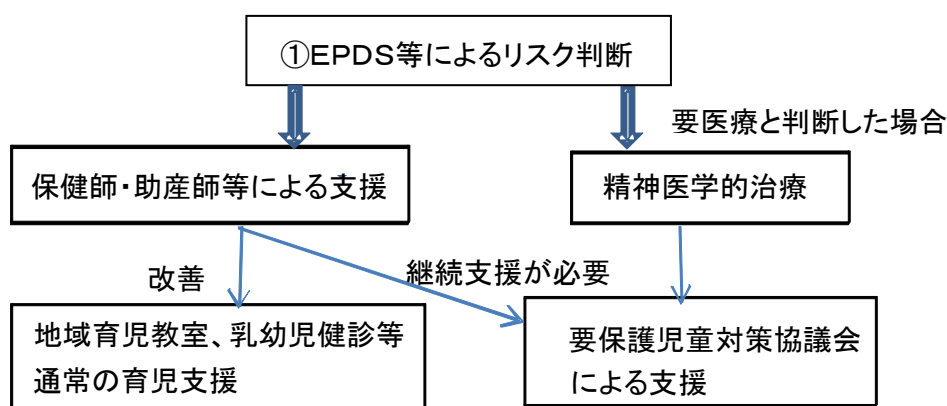 ①EPDS等によるリスク判断
要医療と判断した場合
保健師・助産師等による支援
精神医学的治療
改善
継続支援が必要
地域育児教室、乳幼児健診等
通常の育児支援
要保護児童対策協議会
による支援